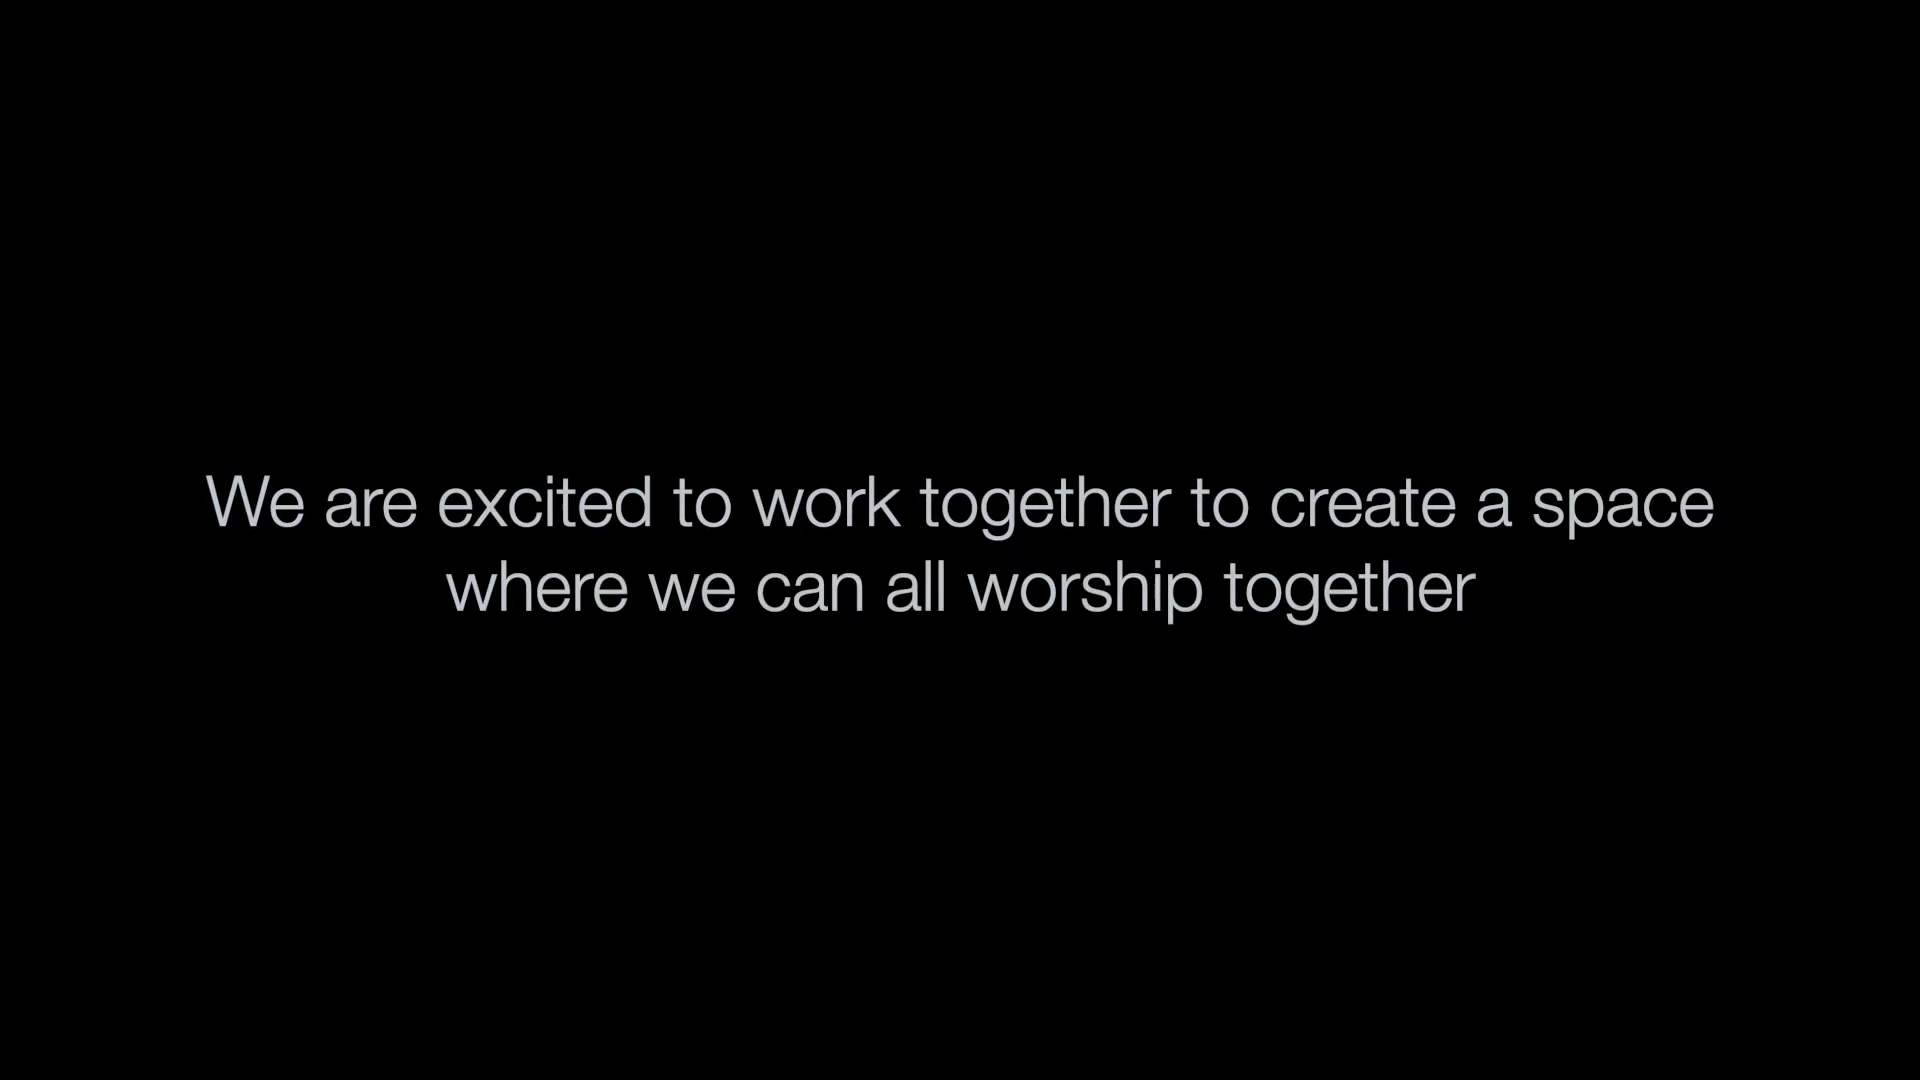 We are excited to work together to create a space
where we can all worship together